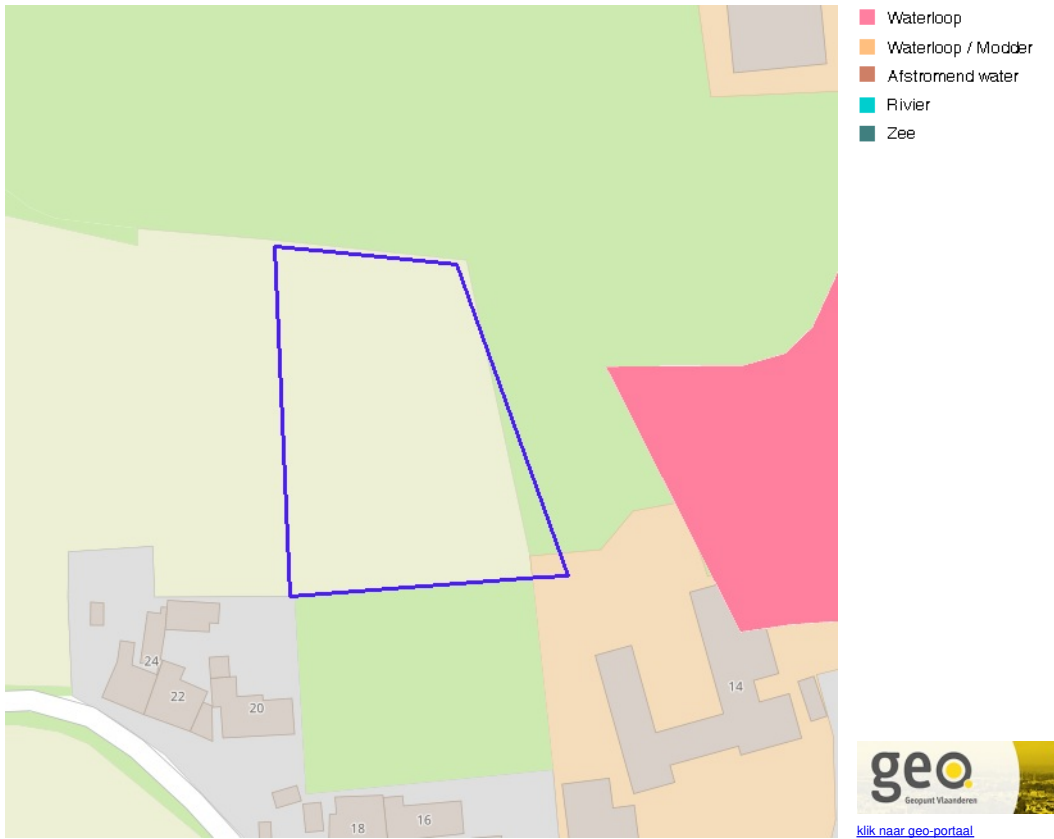 Waterloop
Waterloop / Modder
Afstromend water
Rivier
Zee
24
22
20
14
16
18
geo
Geopunt Vlaanderen
klik naar geo-portaal